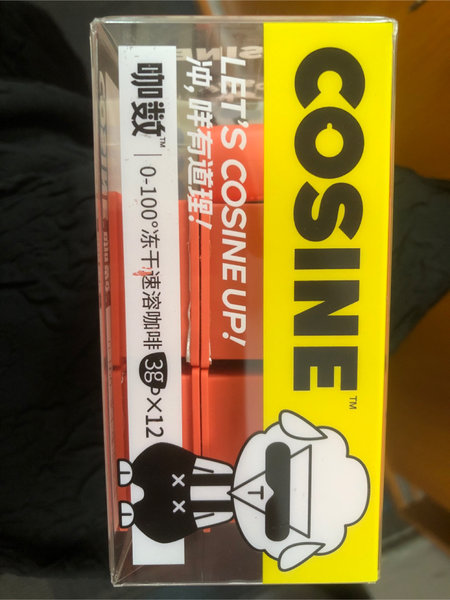 COSINE™
LET'S COSINE UP!
冲,咩有道理!
咖数™ 0-100°冻干速溶咖啡 3g×12
T